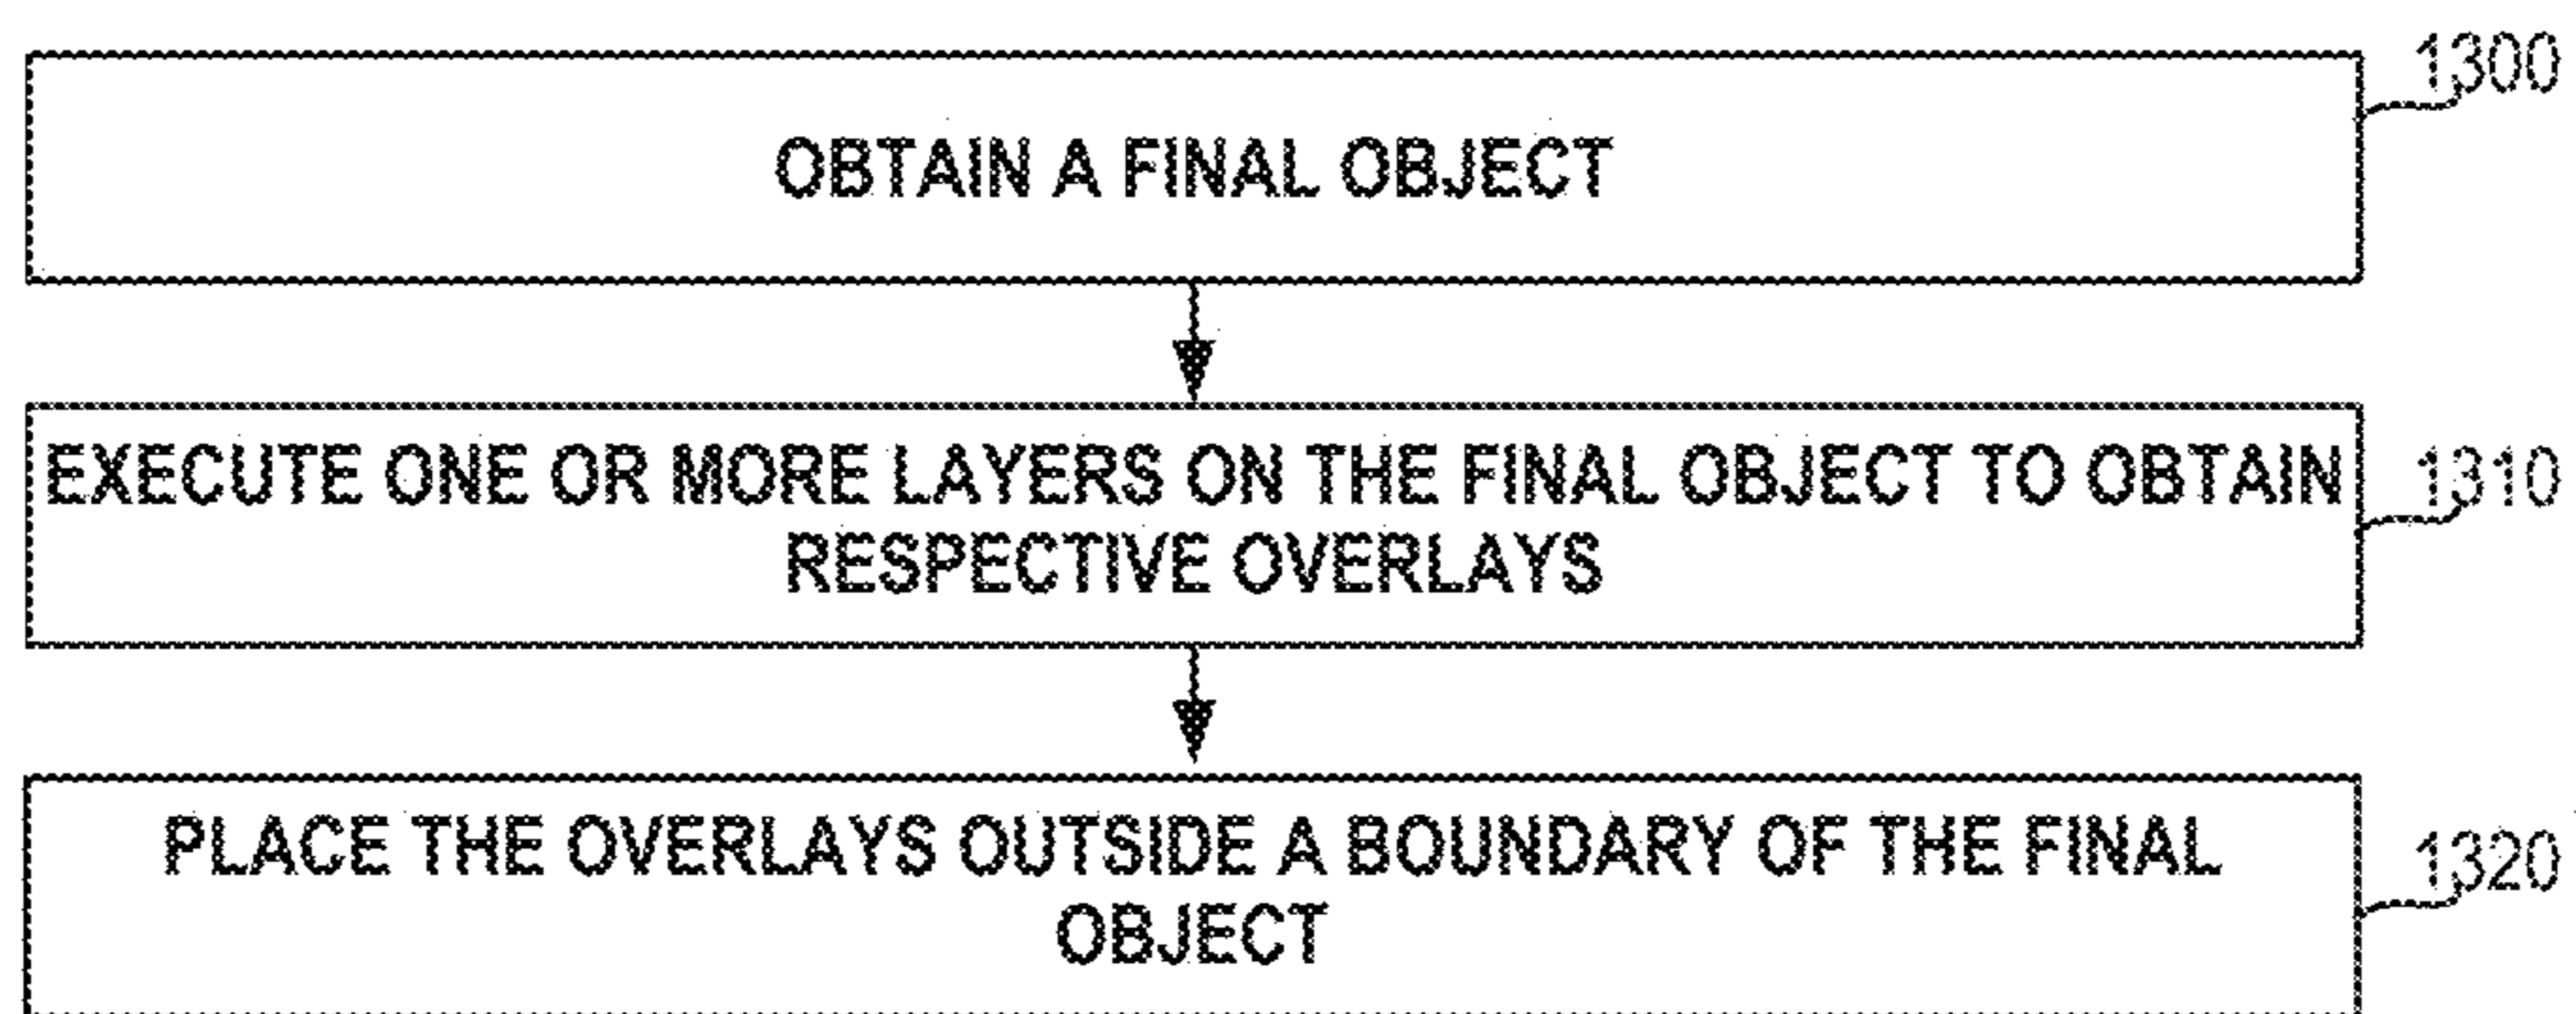 1300
OBTAIN A FINAL OBJECT
EXECUTE ONE OR MORE LAYERS ON THE FINAL OBJECT TO OBTAIN
1310
RESPECTIVE OVERLAYS
PLACE THE OVERLAYS OUTSIDE A BOUNDARY OF THE FINAL
1320
OBJECT